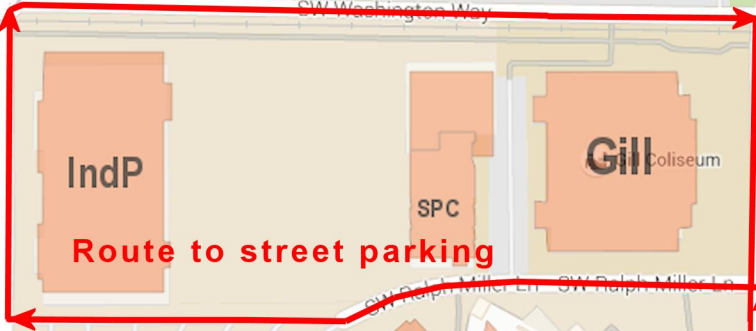 SW Washington Way
IndP
Gill
Gill Coliseum
SPC
Route to street parking
SW Ralph Miller Ln
SW Ralph Miller Ln